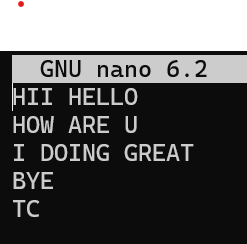 GNU nano 6.2
HII HELLO
HOW ARE U
I DOING GREAT
BYE
TC